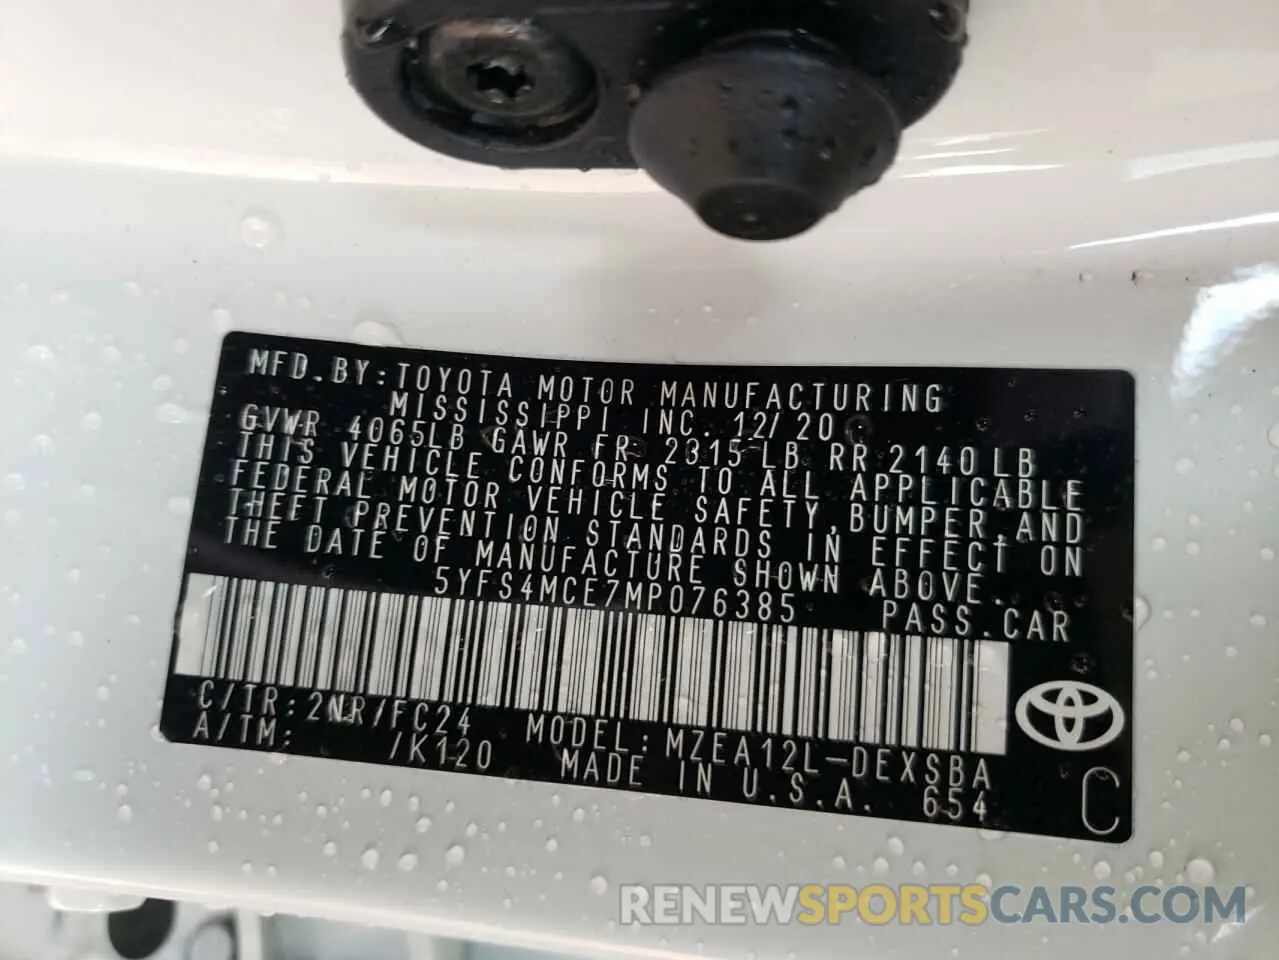 MFD.BY:TOYOTA MOTOR MANUFACTURING
MISSISSIPPI INC. 12/20
GVWR 4065LB GAWR FR 2315LB RR 2140LB
THIS VEHICLE CONFORMS TO ALL APPLICABLE
FEDERAL MOTOR VEHICLE SAFETY, BUMPER, AND
THEFT PREVENTION STANDARDS IN EFFECT ON
THE DATE OF MANUFACTURE SHOWN ABOVE.
5YFS4MCE7MP076385 PASS.CAR
C/TR:2NR/FC24 MODEL:MZEA12L-DEXSBA
A/TM: /K120 MADE IN U.S.A. 654 C
RENEWSPORTSCARS.COM